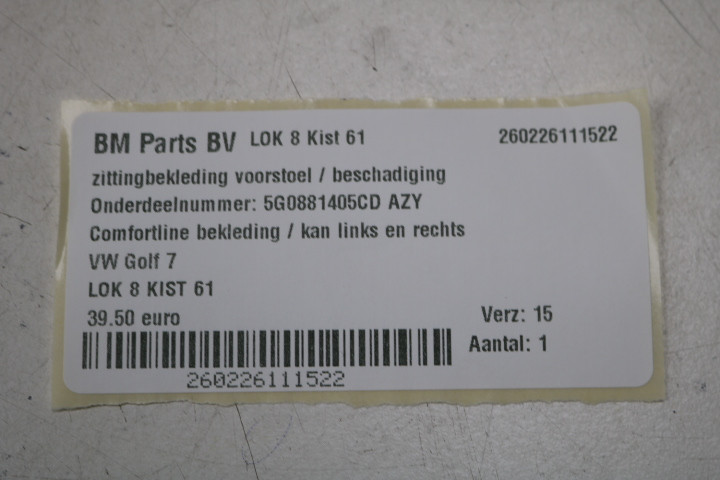 BM Parts BV LOK 8 Kist 61 260226111522
zittingbekleding voorstoel / beschadiging
Onderdeelnummer: 5G0881405CD AZY
Comfortline bekleding / kan links en rechts
VW Golf 7
LOK 8 KIST 61
39.50 euro Verz: 15
Aantal: 1
260226111522